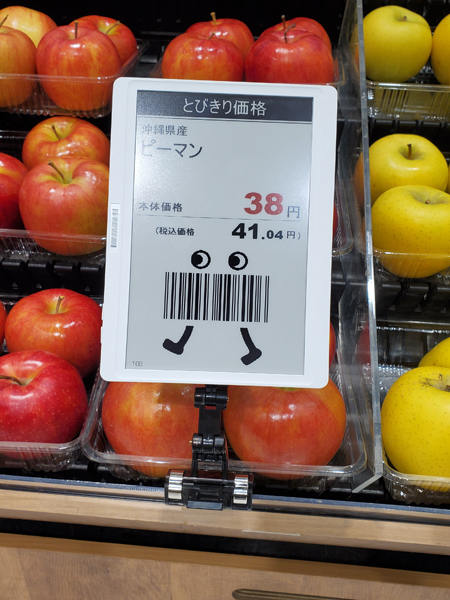 とびきり価格
沖縄県産
ピーマン
本体価格 38円
(税込価格 41.04円)
100